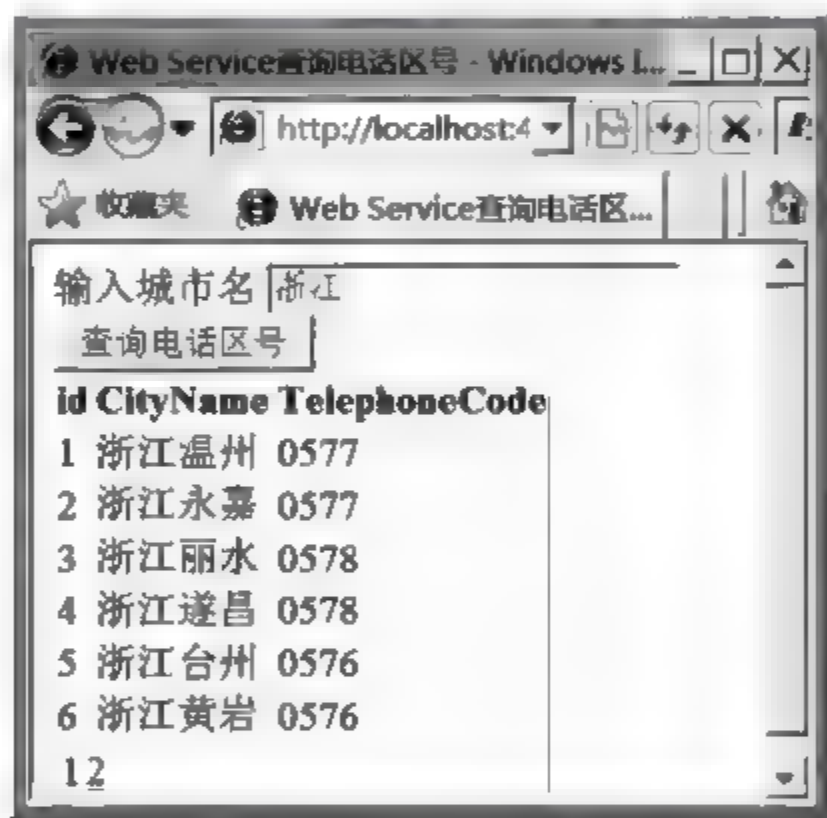 Web Service查询电话区号 - Windows I...
http://localhost:4
收藏夹 Web Service查询电话区...
输入城市名 浙江
查询电话区号
id CityName TelephoneCode
1 浙江温州 0577
2 浙江永嘉 0577
3 浙江丽水 0578
4 浙江遂昌 0578
5 浙江台州 0576
6 浙江黄岩 0576
1 2